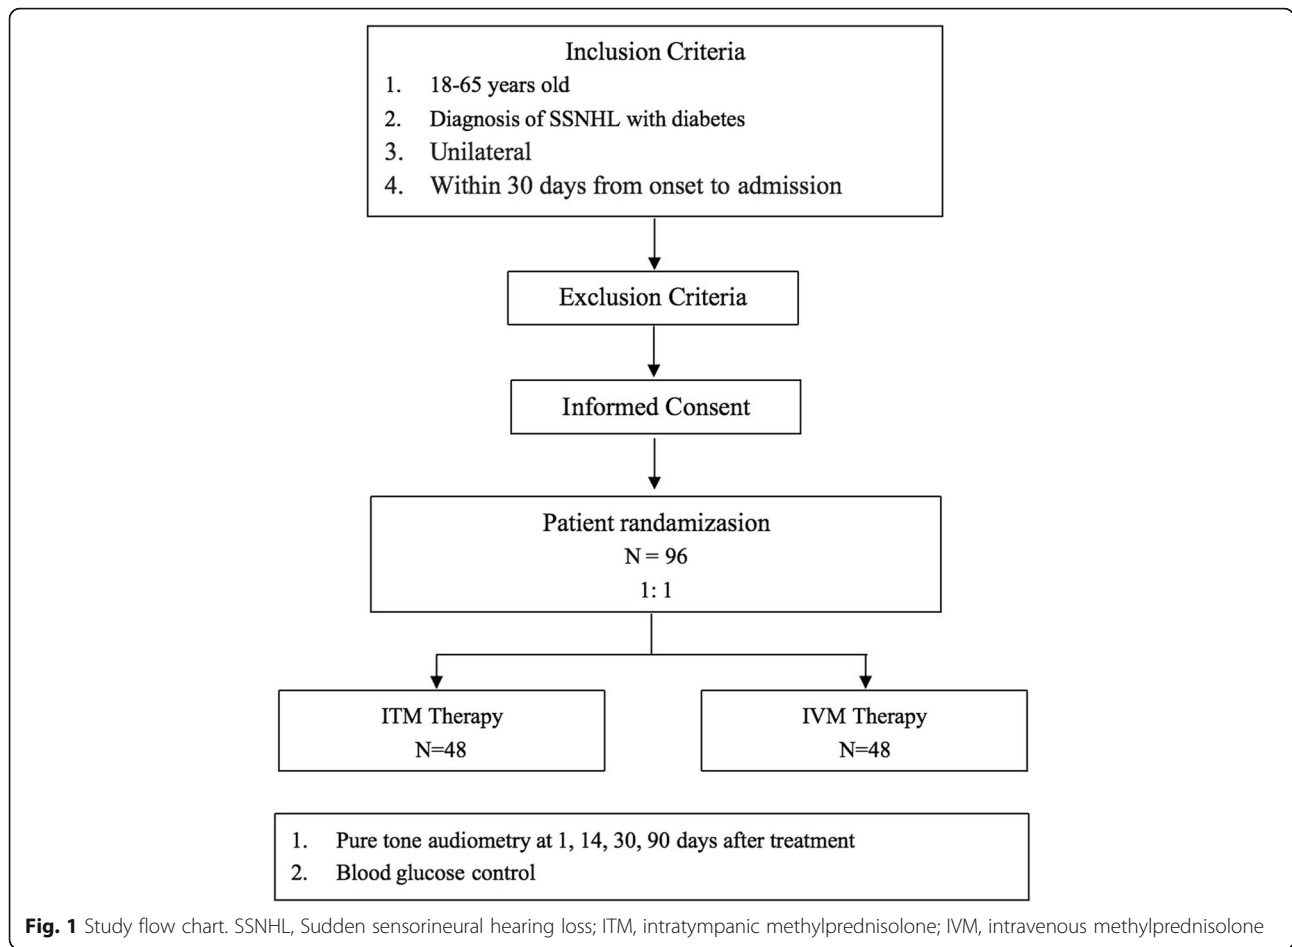 Inclusion Criteria
1. 18-65 years old
2. Diagnosis of SSNHL with diabetes
3. Unilateral
4. Within 30 days from onset to admission
Exclusion Criteria
Informed Consent
Patient randamizasion
N = 96
1: 1
ITM Therapy
N=48
IVM Therapy
N=48
1. Pure tone audiometry at 1, 14, 30, 90 days after treatment
2. Blood glucose control
Fig. 1 Study flow chart. SSNHL, Sudden sensorineural hearing loss; ITM, intratympanic methylprednisolone; IVM, intravenous methylprednisolone